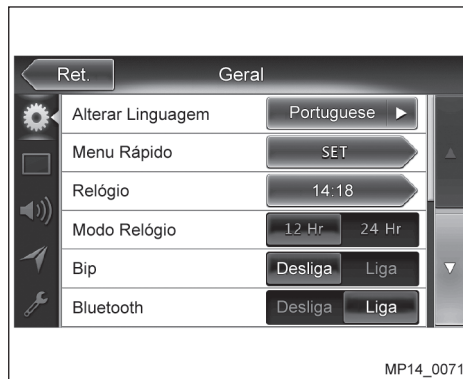 Ret. Geral
Alterar Linguagem Portuguese
Menu Rápido SET
Relógio 14:18
Modo Relógio 12 Hr 24 Hr
Bip Desliga Liga
Bluetooth Desliga Liga
MP14_0071